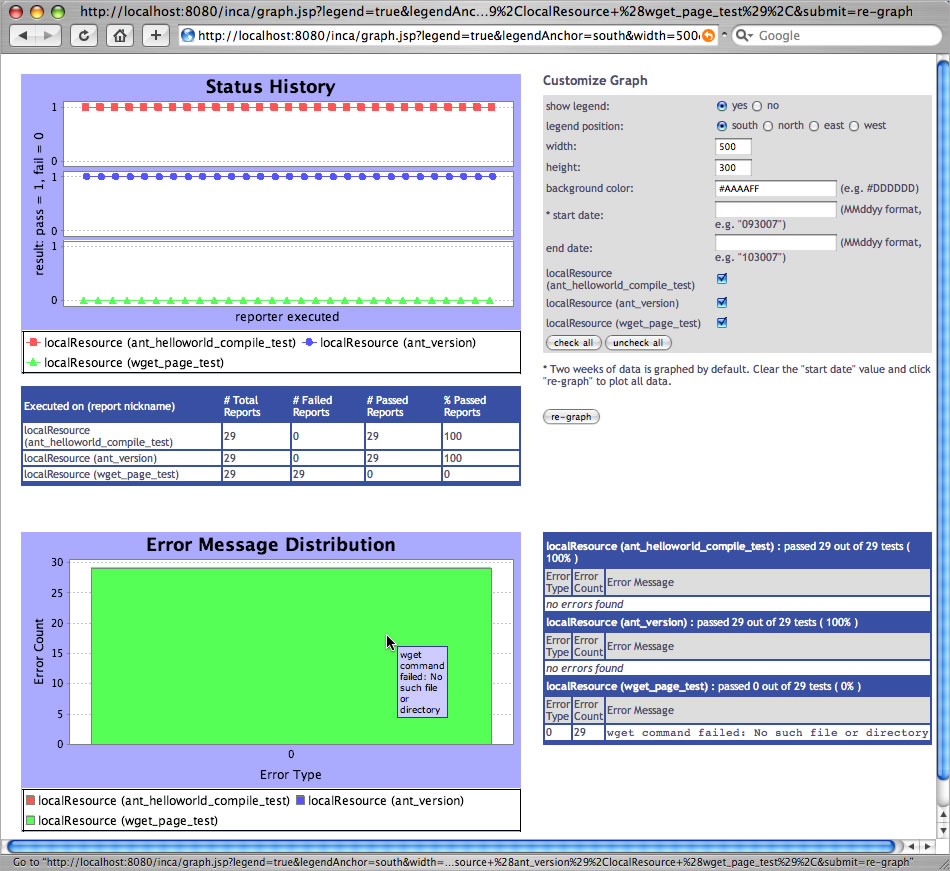 http://localhost:8080/inca/graph.jsp?legend=true&legendAnc...9%2ClocalResource+%28wget_page_test%29%2C&submit=re-graph
http://localhost:8080/inca/graph.jsp?legend=true&legendAnchor=south&width=500
Google
Status History
result: pass = 1, fail = 0
1
0
1
0
1
0
reporter executed
localResource (ant_helloworld_compile_test) localResource (ant_version)
localResource (wget_page_test)
Customize Graph
show legend: yes no
legend position: south north east west
width: 500
height: 300
background color: #AAAAFF (e.g. #DDDDDD)
* start date: (MMddyy format,
e.g. "093007")
end date: (MMddyy format,
e.g. "103007")
localResource
(ant_helloworld_compile_test)
localResource (ant_version)
localResource (wget_page_test)
check all uncheck all
* Two weeks of data is graphed by default. Clear the "start date" value and click
"re-graph" to plot all data.
re-graph
Executed on (report nickname) # Total Reports # Failed Reports # Passed Reports % Passed Reports
localResource
(ant_helloworld_compile_test) 29 0 29 100
localResource (ant_version) 29 0 29 100
localResource (wget_page_test) 29 29 0 0
Error Message Distribution
Error Count
30
25
20
15
10
5
0
wget
command
failed: No
such file
or
directory
0
Error Type
localResource (ant_helloworld_compile_test) localResource (ant_version)
localResource (wget_page_test)
localResource (ant_helloworld_compile_test) : passed 29 out of 29 tests (
100% )
Error Type Error Count Error Message
no errors found
localResource (ant_version) : passed 29 out of 29 tests ( 100% )
Error Type Error Count Error Message
no errors found
localResource (wget_page_test) : passed 0 out of 29 tests ( 0% )
Error Type Error Count Error Message
0 29 wget command failed: No such file or directory
Go to "http://localhost:8080/inca/graph.jsp?legend=true&legendAnchor=south&width=...source+%28ant_version%29%2ClocalResource+%28wget_page_test%29%2C&submit=re-graph"